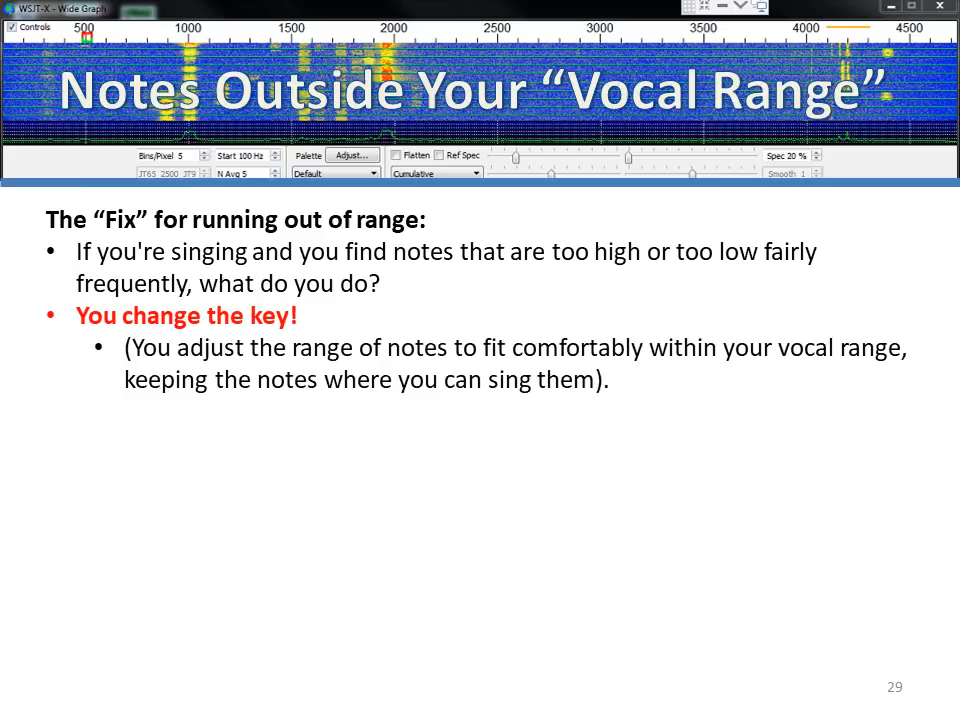 WSJT-X - Wide Graph
Controls
500 1000 1500 2000 2500 3000 3500 4000 4500
Notes Outside Your “Vocal Range”
Bins/Pixel 5 Start 100 Hz Palette Adjust... Flatten Ref Spec Spec 20 %
JT65 2500 JT9 N Avg 5 Default Cumulative Smooth 1
The “Fix” for running out of range:
• If you're singing and you find notes that are too high or too low fairly
frequently, what do you do?
• You change the key!
• (You adjust the range of notes to fit comfortably within your vocal range,
keeping the notes where you can sing them).
29